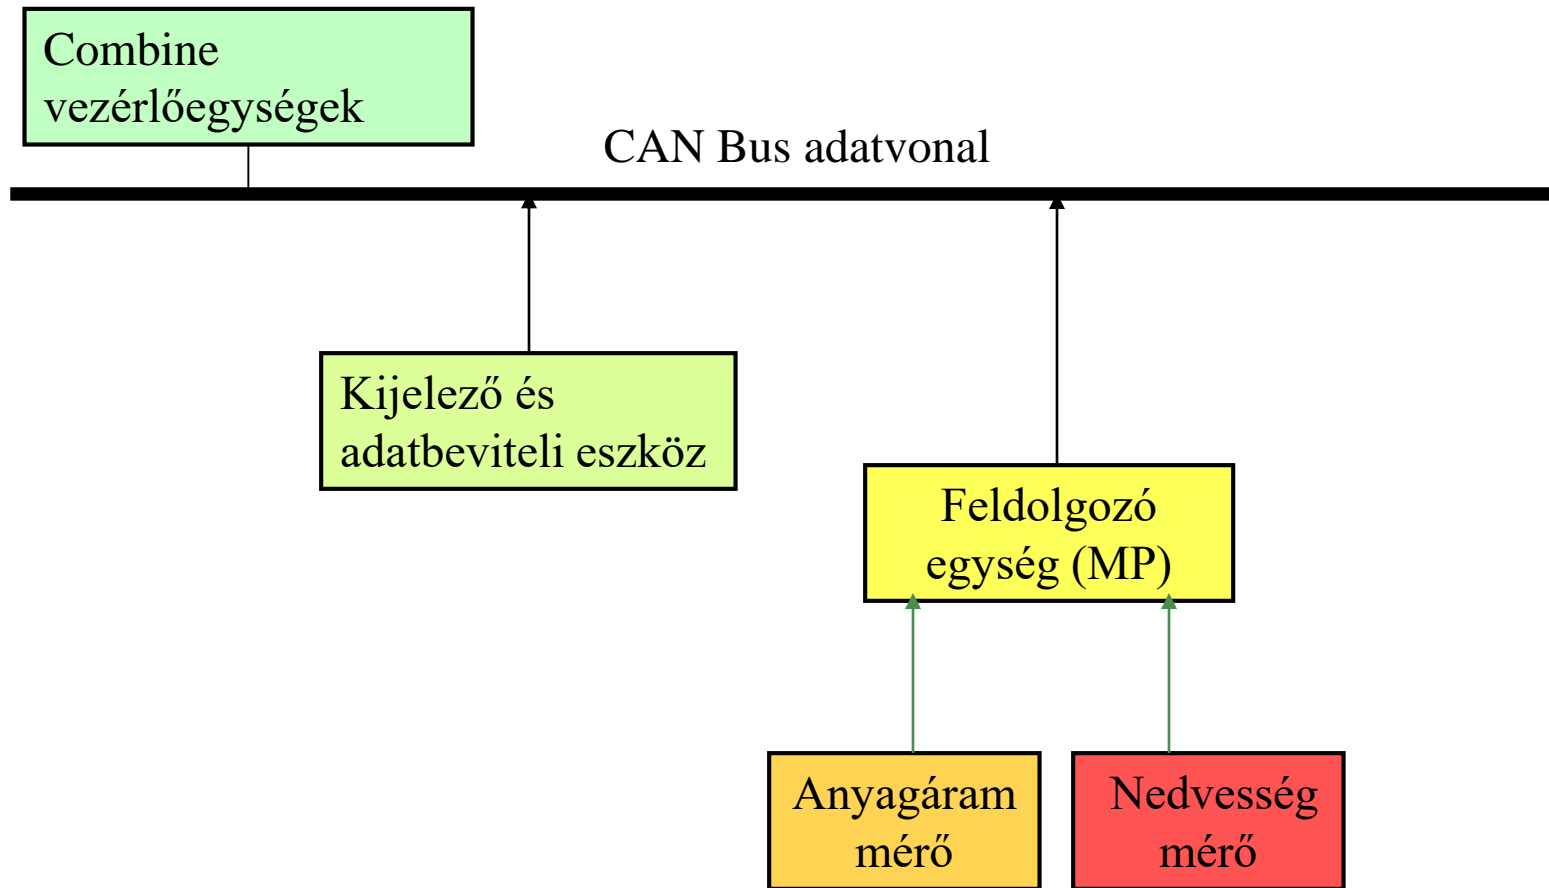 Combine
vezérlőegységek
CAN Bus adatvonal
Kijelező és
adatbeviteli eszköz
Feldolgozó
egység (MP)
Anyagáram
mérő
Nedvesség
mérő